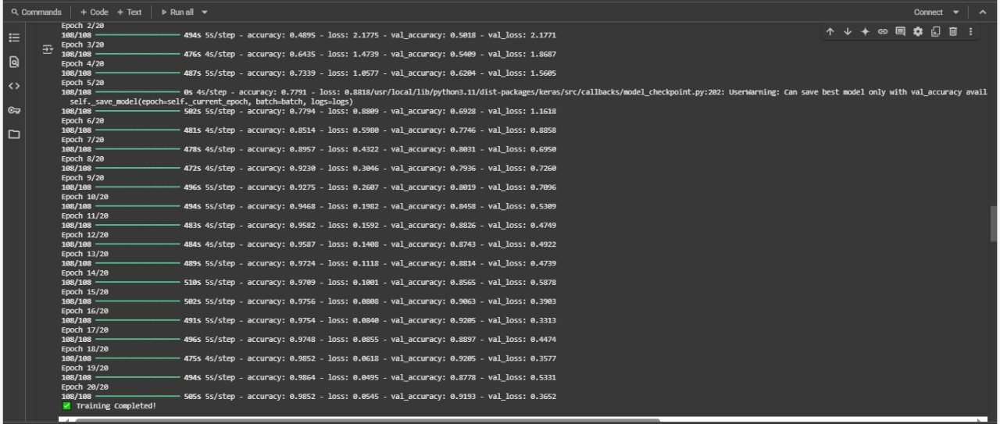 Commands + Code + Text Run all Connect
Epoch 2/20
108/108 494s 5s/step - accuracy: 0.4895 - loss: 2.1775 - val_accuracy: 0.5018 - val_loss: 2.1771
Epoch 3/20
108/108 476s 4s/step - accuracy: 0.6435 - loss: 1.4739 - val_accuracy: 0.5409 - val_loss: 1.8687
Epoch 4/20
108/108 487s 5s/step - accuracy: 0.7339 - loss: 1.0577 - val_accuracy: 0.6204 - val_loss: 1.5605
Epoch 5/20
108/108 0s 4s/step - accuracy: 0.7791 - loss: 0.8818/usr/local/lib/python3.11/dist-packages/keras/src/callbacks/model_checkpoint.py:202: UserWarning: Can save best model only with val_accuracy avail
self._save_model(epoch=self._current_epoch, batch=batch, logs=logs)
108/108 502s 5s/step - accuracy: 0.7794 - loss: 0.8809 - val_accuracy: 0.6928 - val_loss: 1.1618
Epoch 6/20
108/108 481s 4s/step - accuracy: 0.8514 - loss: 0.5980 - val_accuracy: 0.7746 - val_loss: 0.8858
Epoch 7/20
108/108 478s 4s/step - accuracy: 0.8957 - loss: 0.4322 - val_accuracy: 0.8031 - val_loss: 0.6950
Epoch 8/20
108/108 472s 4s/step - accuracy: 0.9230 - loss: 0.3046 - val_accuracy: 0.7936 - val_loss: 0.7260
Epoch 9/20
108/108 496s 5s/step - accuracy: 0.9275 - loss: 0.2607 - val_accuracy: 0.8019 - val_loss: 0.7096
Epoch 10/20
108/108 494s 5s/step - accuracy: 0.9468 - loss: 0.1982 - val_accuracy: 0.8458 - val_loss: 0.5309
Epoch 11/20
108/108 483s 5s/step - accuracy: 0.9582 - loss: 0.1592 - val_accuracy: 0.8826 - val_loss: 0.4749
Epoch 12/20
108/108 484s 5s/step - accuracy: 0.9587 - loss: 0.1408 - val_accuracy: 0.8743 - val_loss: 0.4922
Epoch 13/20
108/108 489s 5s/step - accuracy: 0.9724 - loss: 0.1118 - val_accuracy: 0.8814 - val_loss: 0.4739
Epoch 14/20
108/108 510s 5s/step - accuracy: 0.9709 - loss: 0.1001 - val_accuracy: 0.8565 - val_loss: 0.5878
Epoch 15/20
108/108 502s 5s/step - accuracy: 0.9756 - loss: 0.0808 - val_accuracy: 0.9063 - val_loss: 0.3903
Epoch 16/20
108/108 491s 5s/step - accuracy: 0.9754 - loss: 0.0840 - val_accuracy: 0.9205 - val_loss: 0.3313
Epoch 17/20
108/108 496s 5s/step - accuracy: 0.9748 - loss: 0.0855 - val_accuracy: 0.8897 - val_loss: 0.4474
Epoch 18/20
108/108 475s 4s/step - accuracy: 0.9852 - loss: 0.0618 - val_accuracy: 0.9205 - val_loss: 0.3577
Epoch 19/20
108/108 494s 5s/step - accuracy: 0.9864 - loss: 0.0495 - val_accuracy: 0.8778 - val_loss: 0.5331
Epoch 20/20
108/108 505s 5s/step - accuracy: 0.9852 - loss: 0.0545 - val_accuracy: 0.9193 - val_loss: 0.3652
✅ Training Completed!